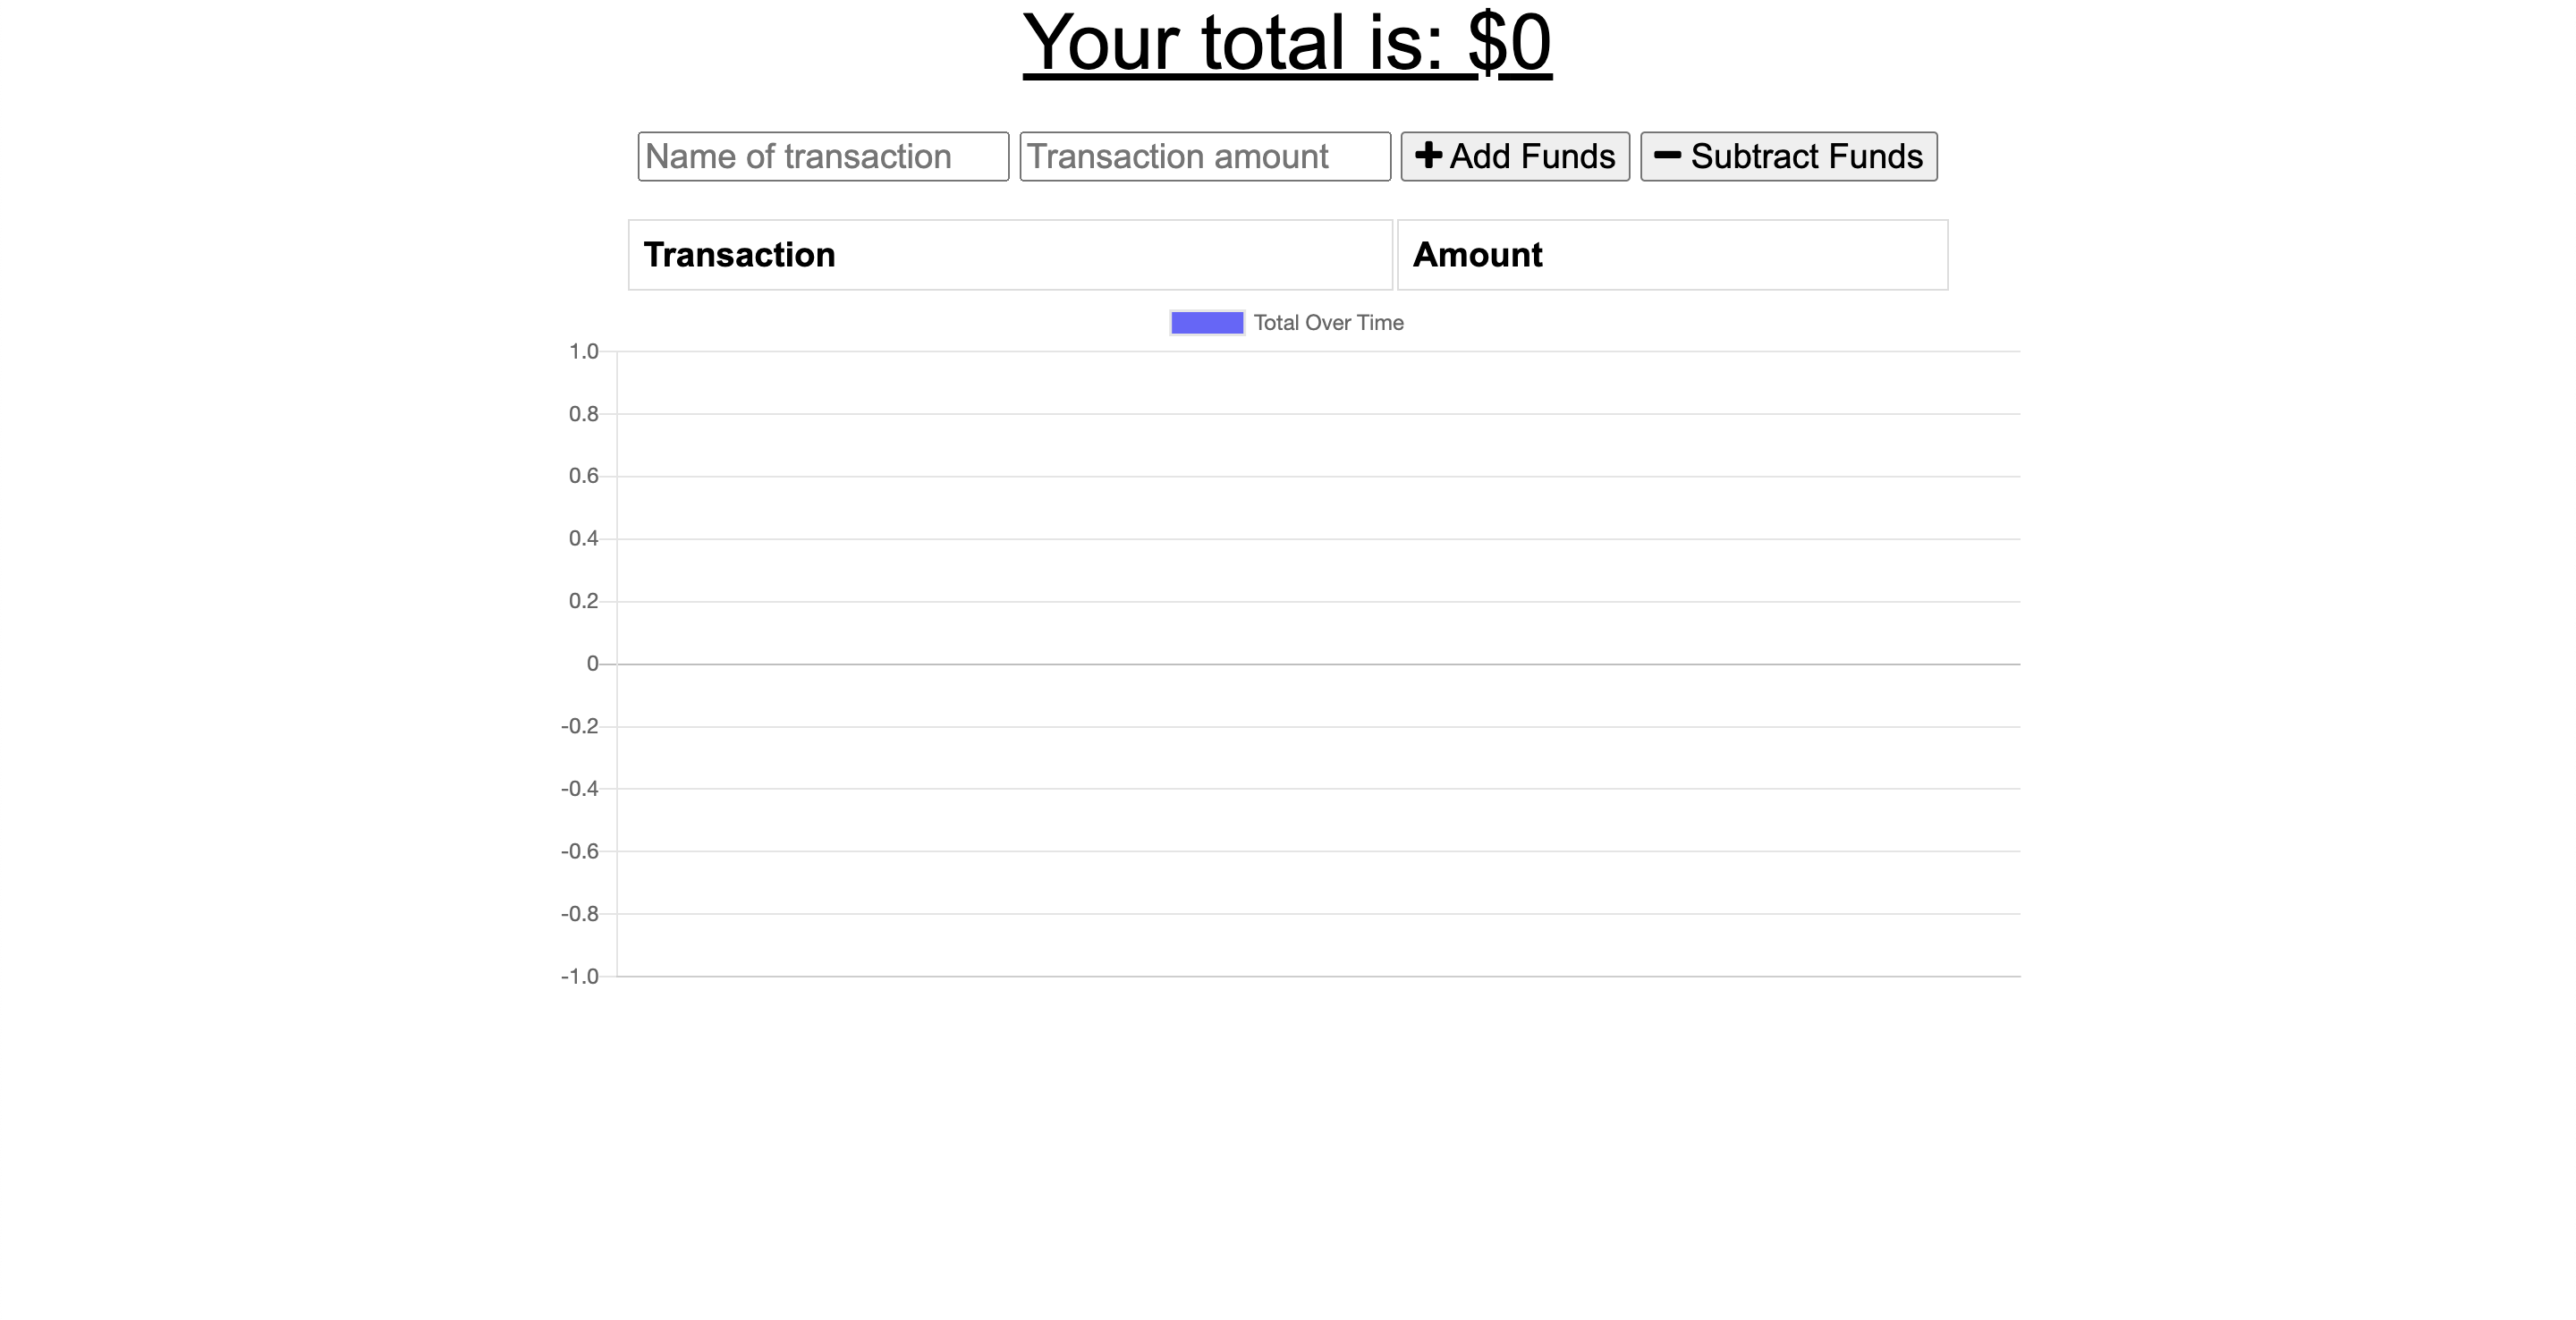 Your total is: $0
Name of transaction Transaction amount Add Funds Subtract Funds
Transaction Amount
Total Over Time
1.0
0.8
0.6
0.4
0.2
0
-0.2
-0.4
-0.6
-0.8
-1.0